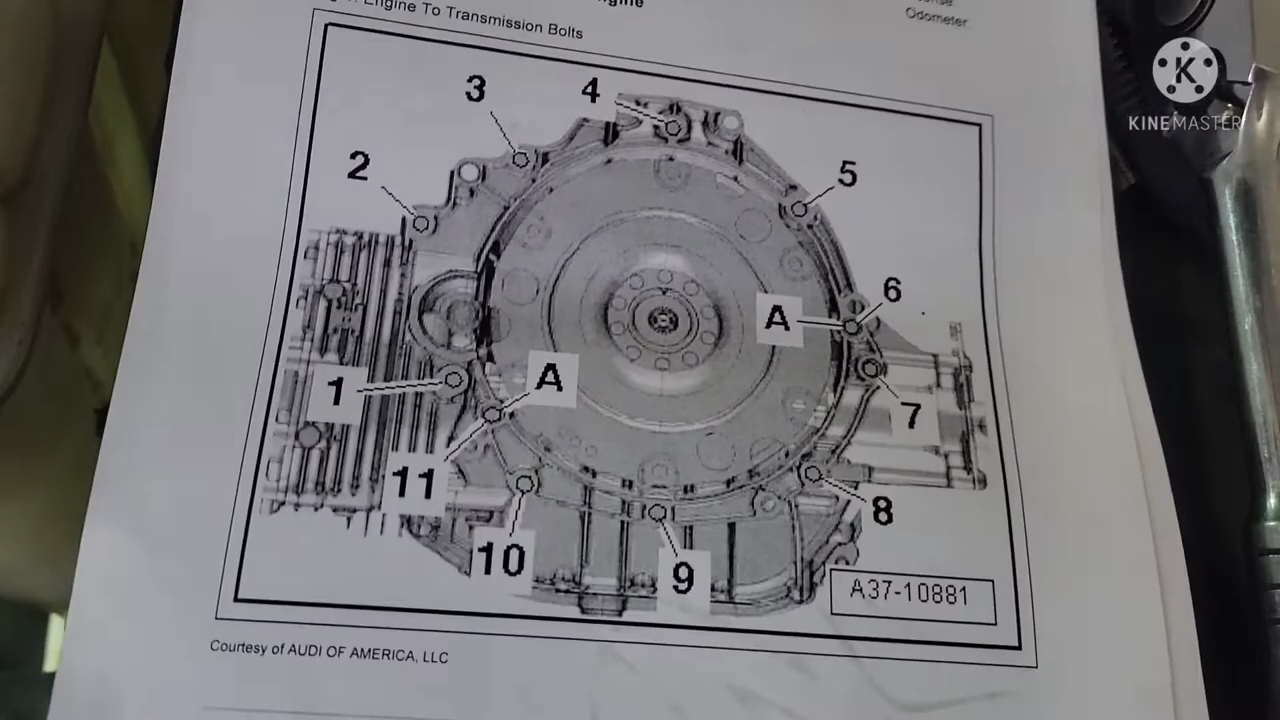 Engine To Transmission Bolts
Odometer
K
KINEMASTER
3
4
2
5
6
A
A
1
7
11
8
10
9
A37-10881
Courtesy of AUDI OF AMERICA, LLC